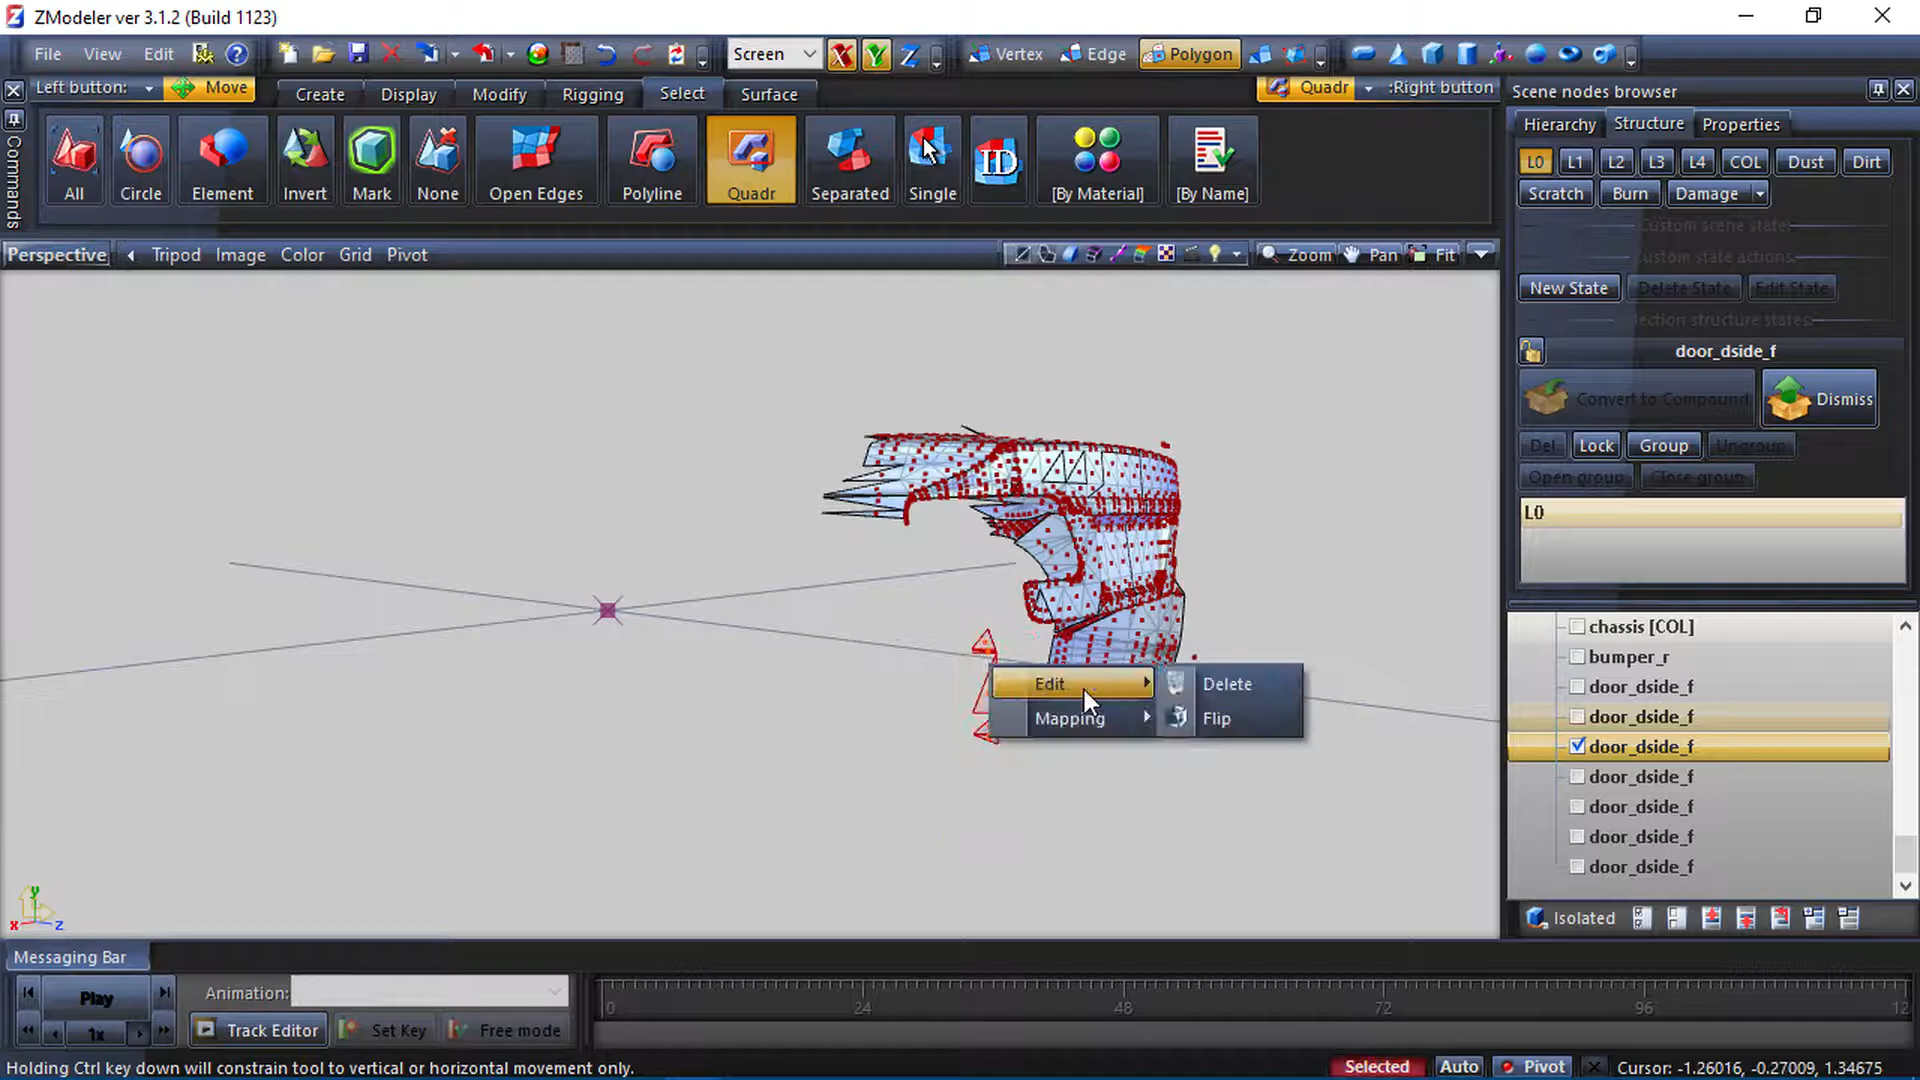 ZModeler ver 3.1.2 (Build 1123)
File View Edit
Screen
Vertex Edge Polygon
Left button: Move
Create Display Modify Rigging Select Surface
Quadr :Right button
All Circle Element Invert Mark None Open Edges Polyline Quadr Separated Single ID [By Material] [By Name]
Commands
Perspective Tripod Image Color Grid Pivot
Zoom Pan Fit
Scene nodes browser
Hierarchy Structure Properties
L0 L1 L2 L3 L4 COL Dust Dirt
Scratch Burn Damage
Custom state actions
New State Delete State Edit State
door_dside_f
Convert to Compound Dismiss
Del Lock Group Ungroup
Open group Close group
L0
chassis [COL]
bumper_r
door_dside_f
door_dside_f
door_dside_f
door_dside_f
door_dside_f
door_dside_f
door_dside_f
Isolated
Edit
Mapping
Delete
Flip
y
x z
Messaging Bar
Play
1x
Animation:
Track Editor Set Key Free mode
0 24 48 72 96 12
Holding Ctrl key down will constrain tool to vertical or horizontal movement only.
Selected Auto Pivot
Cursor: -1.26016, -0.27009, 1.34675